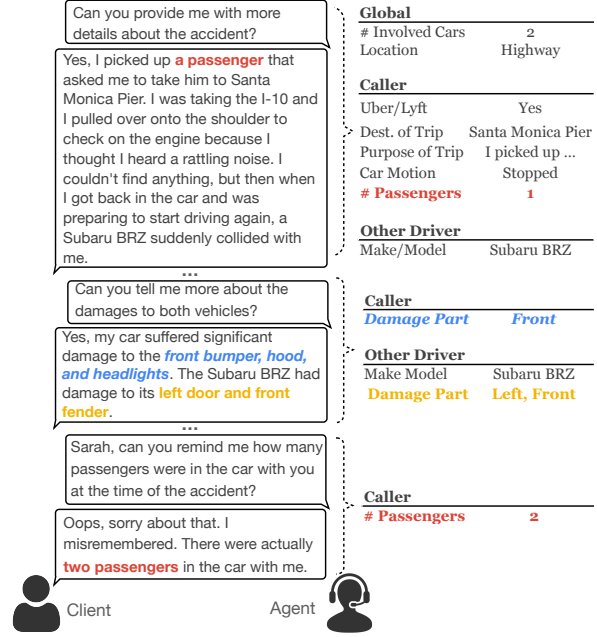 Can you provide me with more
details about the accident?
Yes, I picked up a passenger that
asked me to take him to Santa
Monica Pier. I was taking the I-10 and
I pulled over onto the shoulder to
check on the engine because I
thought I heard a rattling noise. I
couldn't find anything, but then when
I got back in the car and was
preparing to start driving again, a
Subaru BRZ suddenly collided with
me.
...
Global
# Involved Cars 2
Location Highway
Caller
Uber/Lyft Yes
Dest. of Trip Santa Monica Pier
Purpose of Trip I picked up ...
Car Motion Stopped
# Passengers 1
Other Driver
Make/Model Subaru BRZ
Can you tell me more about the
damages to both vehicles?
Yes, my car suffered significant
damage to the front bumper, hood,
and headlights. The Subaru BRZ had
damage to its left door and front
fender.
...
Caller
Damage Part Front
Other Driver
Make Model Subaru BRZ
Damage Part Left, Front
Sarah, can you remind me how many
passengers were in the car with you
at the time of the accident?
Oops, sorry about that. I
misremembered. There were actually
two passengers in the car with me.
Caller
# Passengers 2
Client
Agent